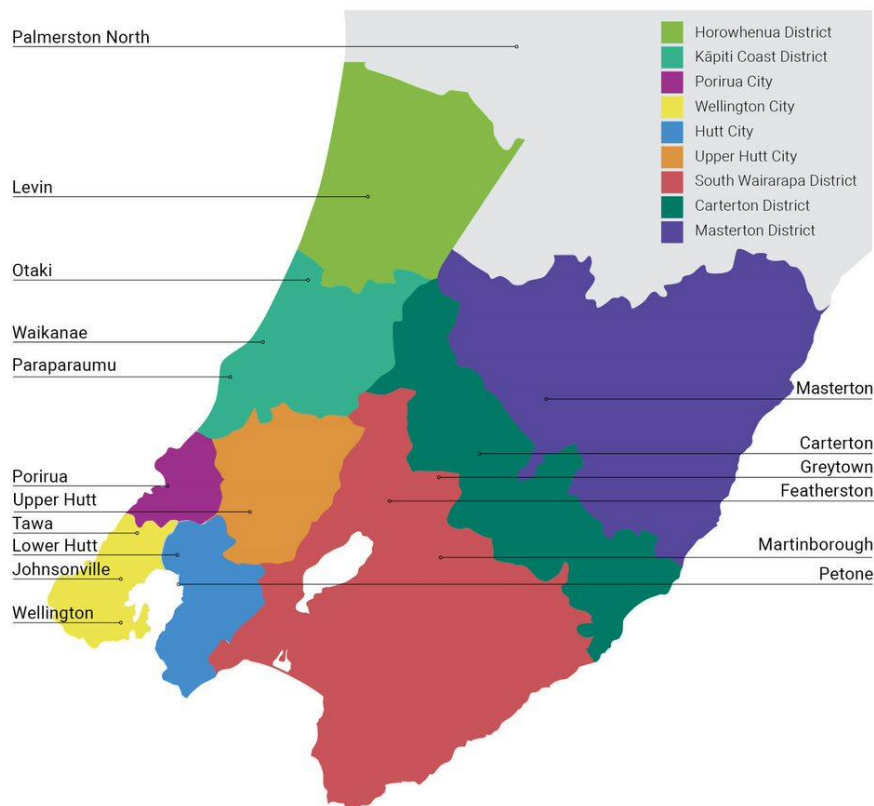 Palmerston North
Levin
Otaki
Waikanae
Paraparaumu
Porirua
Upper Hutt
Tawa
Lower Hutt
Johnsonville
Wellington
Horowhenua District
Kāpiti Coast District
Porirua City
Wellington City
Hutt City
Upper Hutt City
South Wairarapa District
Carterton District
Masterton District
Masterton
Carterton
Greytown
Featherston
Martinborough
Petone